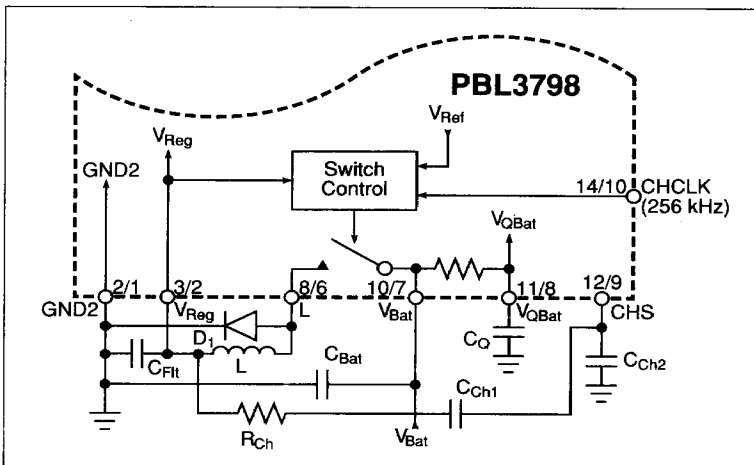 PBL3798
VRef
VReg
GND2
Switch
Control
14/10
CHCLK
(256 kHz)
VQBat
2/1
3/2
8/6
10/7
11/8
12/9
GND2
VReg
L
VBat
VQBat
CHS
D1
CFlt
L
CBat
CQ
CCh1
CCh2
RCh
VBat